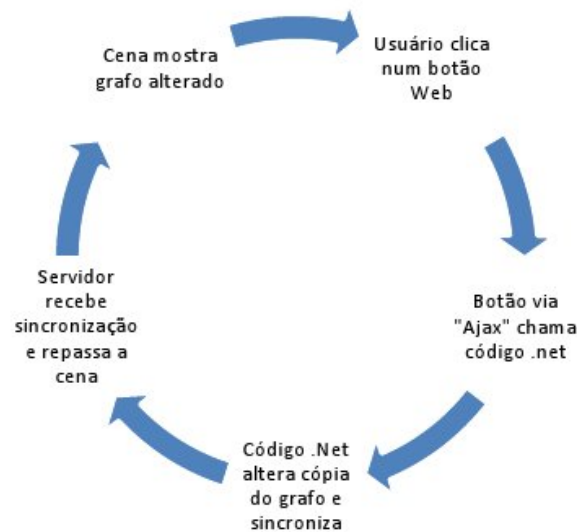 Cena mostra
grafo alterado
Usuário clica
num botão
Web
Botão via
"Ajax" chama
código .net
Código .Net
altera cópia
do grafo e
sincroniza
Servidor
recebe
sincronização
e repassa a
cena